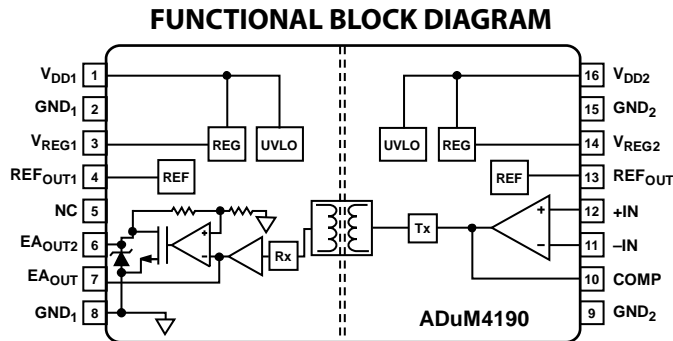 FUNCTIONAL BLOCK DIAGRAM
VDD1 1
GND1 2
VREG1 3
REFOUT1 4
NC 5
EAOUT2 6
EAOUT 7
GND1 8
REG
UVLO
REF
+
−
Rx
Tx
UVLO
REG
REF
+
−
16 VDD2
15 GND2
14 VREG2
13 REFOUT
12 +IN
11 −IN
10 COMP
9 GND2
ADuM4190